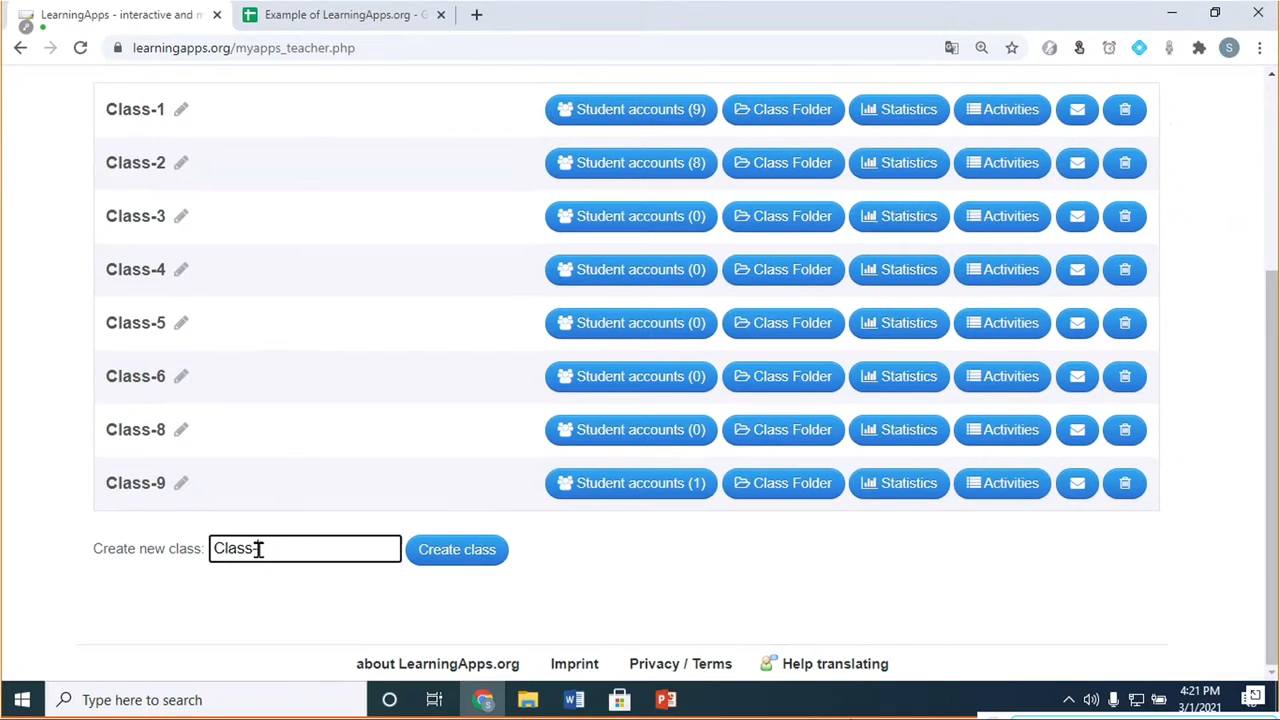 LearningApps - interactive and m
Example of LearningApps.org - G
learningapps.org/myapps_teacher.php
S
Class-1 Student accounts (9) Class Folder Statistics Activities
Class-2 Student accounts (8) Class Folder Statistics Activities
Class-3 Student accounts (0) Class Folder Statistics Activities
Class-4 Student accounts (0) Class Folder Statistics Activities
Class-5 Student accounts (0) Class Folder Statistics Activities
Class-6 Student accounts (0) Class Folder Statistics Activities
Class-8 Student accounts (0) Class Folder Statistics Activities
Class-9 Student accounts (1) Class Folder Statistics Activities
Create new class: Class- Create class
about LearningApps.org Imprint Privacy / Terms Help translating
Type here to search
4:21 PM
3/1/2021